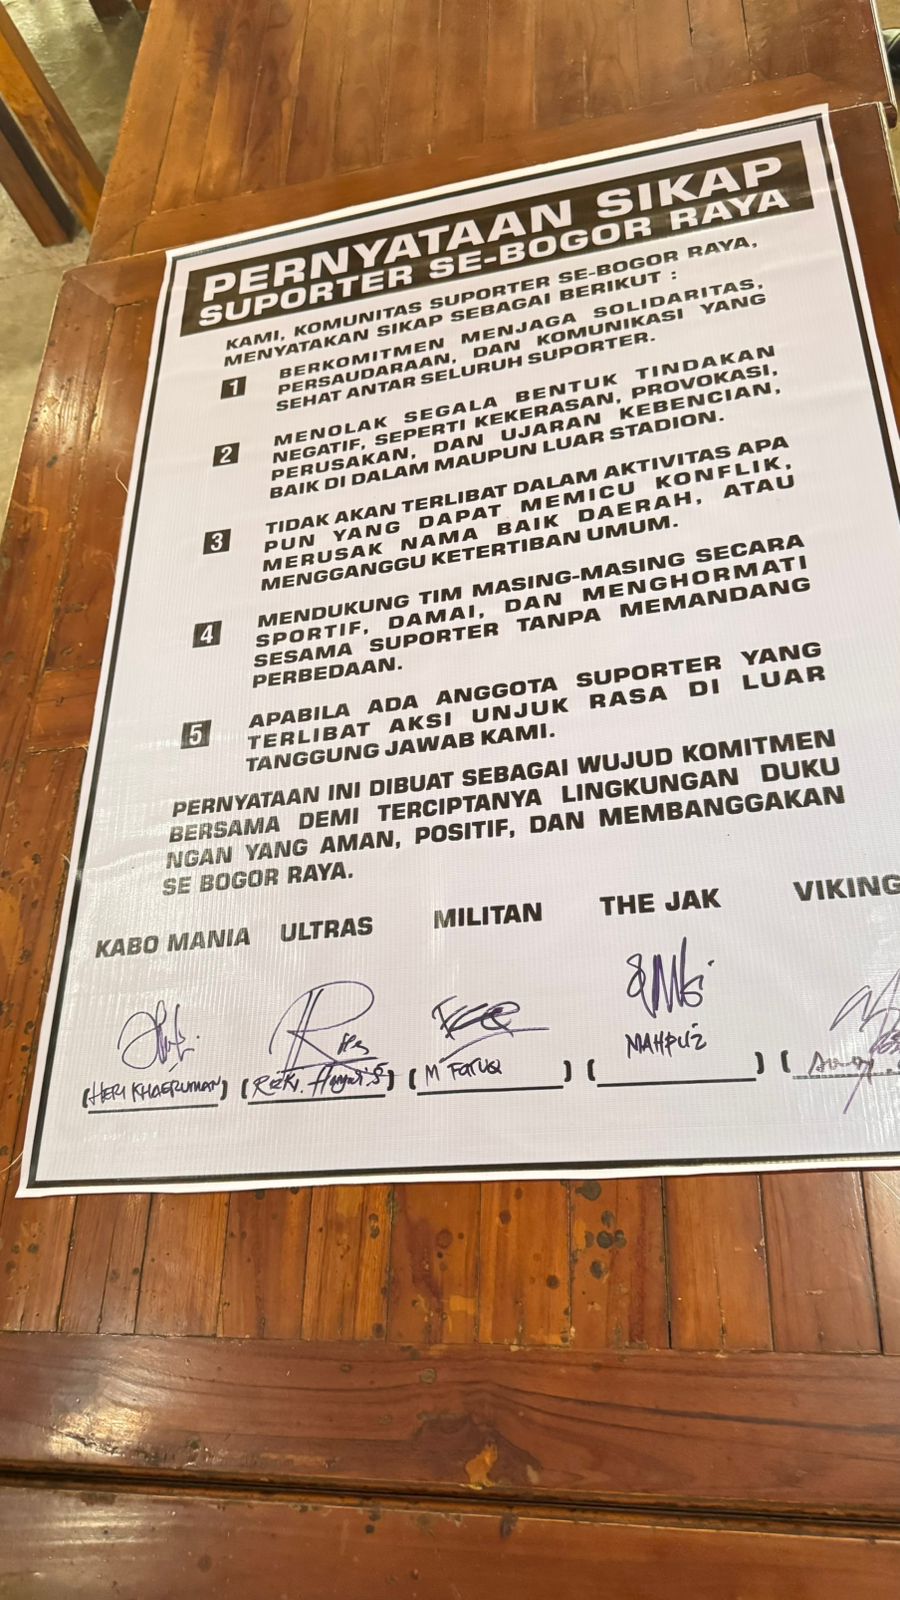 PERNYATAAN SIKAP
SUPORTER SE-BOGOR RAYA
KAMI, KOMUNITAS SUPORTER SE-BOGOR RAYA,
MENYATAKAN SIKAP SEBAGAI BERIKUT :
1 BERKOMITMEN MENJAGA SOLIDARITAS,
PERSAUDARAAN, DAN KOMUNIKASI YANG
SEHAT ANTAR SELURUH SUPORTER.
2 MENOLAK SEGALA BENTUK TINDAKAN
NEGATIF, SEPERTI KEKERASAN, PROVOKASI,
PERUSAKAN, DAN UJARAN KEBENCIAN,
BAIK DI DALAM MAUPUN LUAR STADION.
3 TIDAK AKAN TERLIBAT DALAM AKTIVITAS APA
PUN YANG DAPAT MEMICU KONFLIK,
MERUSAK NAMA BAIK DAERAH, ATAU
MENGGANGGU KETERTIBAN UMUM.
4 MENDUKUNG TIM MASING-MASING SECARA
SPORTIF, DAMAI, DAN MENGHORMATI
SESAMA SUPORTER TANPA MEMANDANG
PERBEDAAN.
5 APABILA ADA ANGGOTA SUPORTER YANG
TERLIBAT AKSI UNJUK RASA DI LUAR
TANGGUNG JAWAB KAMI.
PERNYATAAN INI DIBUAT SEBAGAI WUJUD KOMITMEN
BERSAMA DEMI TERCIPTANYA LINGKUNGAN DUKU
NGAN YANG AMAN, POSITIF, DAN MEMBANGGAKAN
SE BOGOR RAYA.
KABO MANIA ULTRAS MILITAN THE JAK VIKING
(HERI KHAERUMAN) (Rizki) (M FARUQ) (MAHPUZ) (